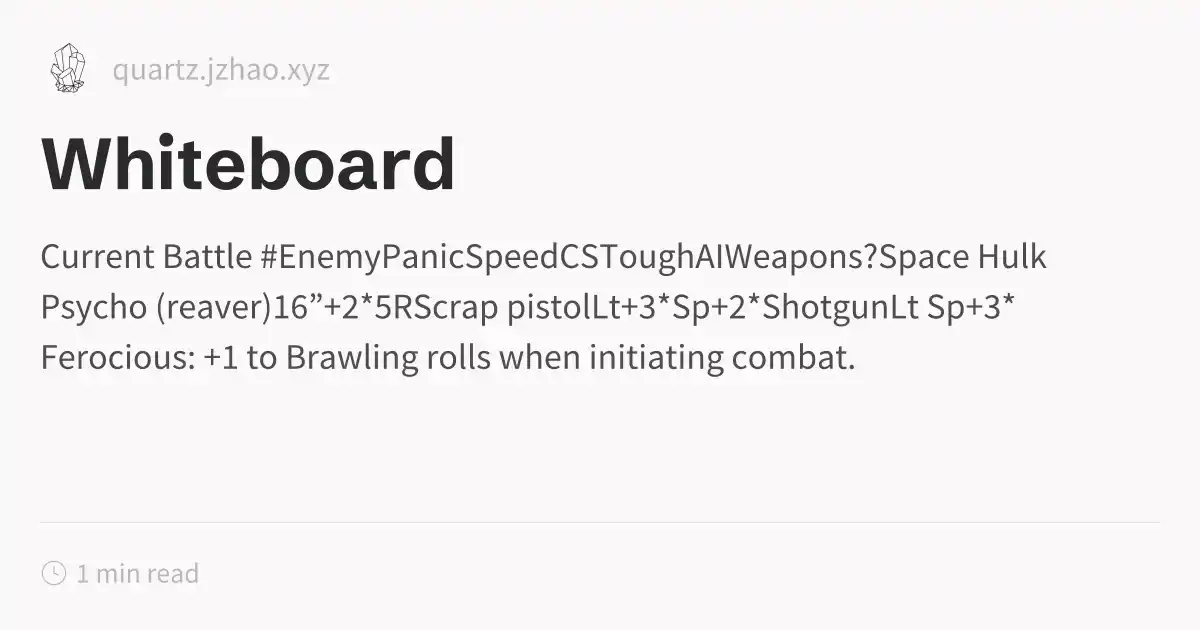 quartz.jzhao.xyz
Whiteboard
Current Battle #EnemyPanicSpeedCSToughAIWeapons?Space Hulk
Psycho (reaver)16”+2*5RScrap pistolLt+3*Sp+2*ShotgunLt Sp+3*
Ferocious: +1 to Brawling rolls when initiating combat.
1 min read